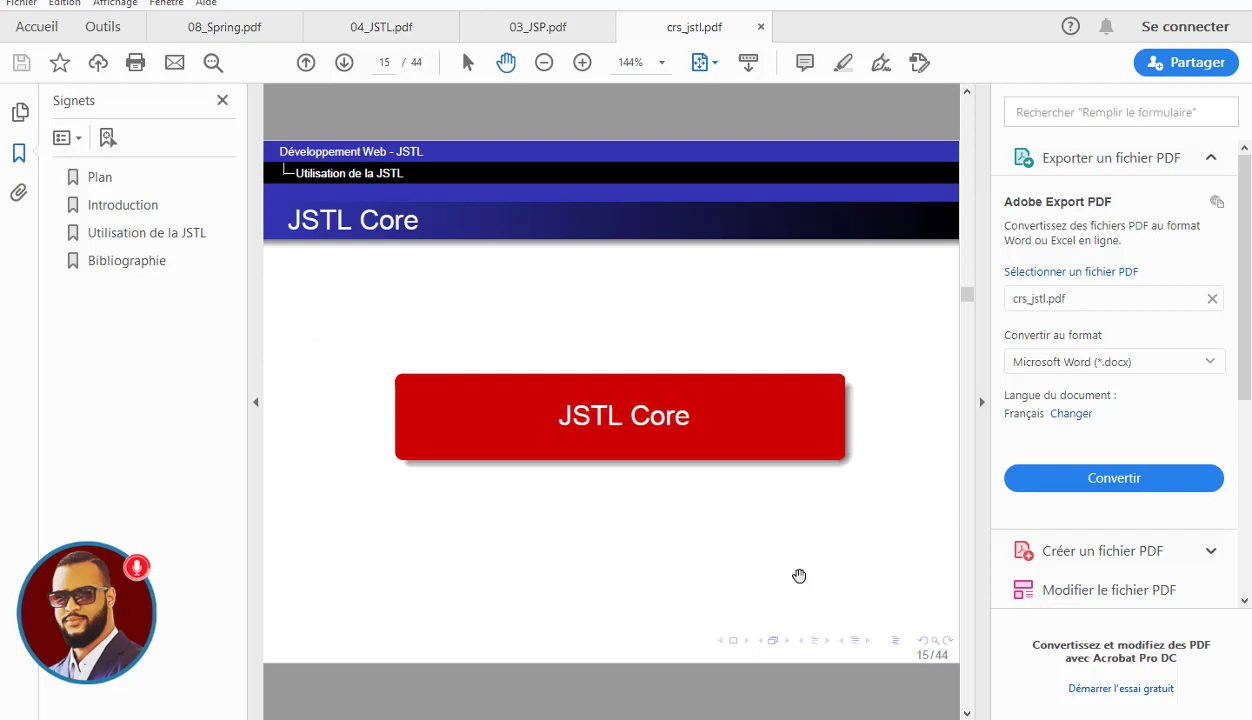 Fichier Edition Affichage Fenêtre Aide
Accueil Outils 08_Spring.pdf 04_JSTL.pdf 03_JSP.pdf crs_jstl.pdf × ? Se connecter
15 / 44 144% Partager
Signets
Plan
Introduction
Utilisation de la JSTL
Bibliographie
Développement Web - JSTL
Utilisation de la JSTL
JSTL Core
JSTL Core
15/44
Rechercher "Remplir le formulaire"
Exporter un fichier PDF
Adobe Export PDF
Convertissez des fichiers PDF au format
Word ou Excel en ligne.
Sélectionner un fichier PDF
crs_jstl.pdf
Convertir au format
Microsoft Word (*.docx)
Langue du document :
Français Changer
Convertir
Créer un fichier PDF
Modifier le fichier PDF
Convertissez et modifiez des PDF
avec Acrobat Pro DC
Démarrer l'essai gratuit